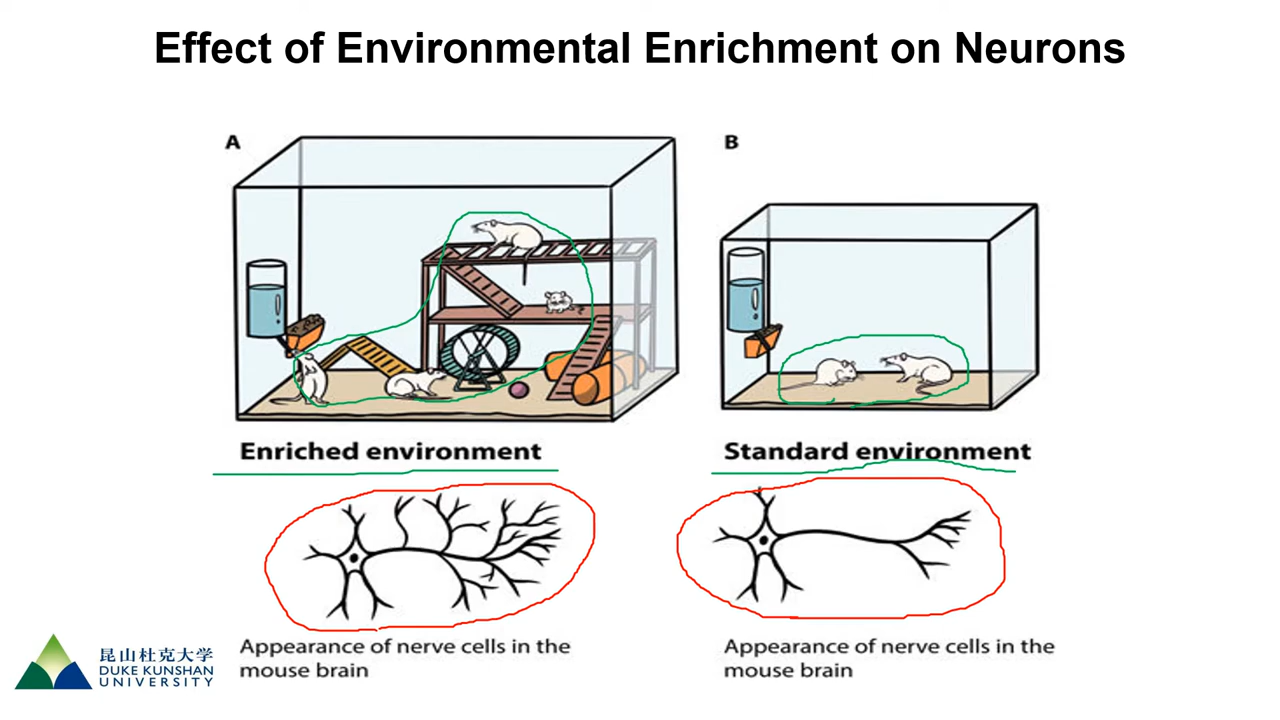 Effect of Environmental Enrichment on Neurons
A
B
Enriched environment
Standard environment
Appearance of nerve cells in the
mouse brain
Appearance of nerve cells in the
mouse brain
昆山杜克大学
DUKE KUNSHAN
UNIVERSITY